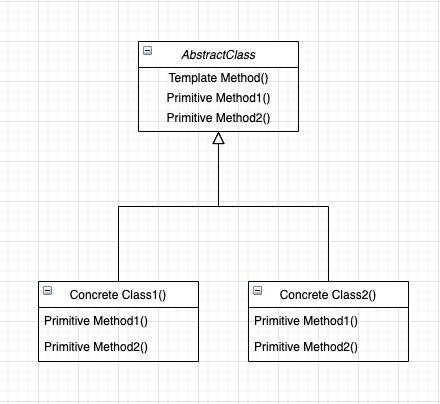 AbstractClass
Template Method()
Primitive Method1()
Primitive Method2()
Concrete Class1()
Primitive Method1()
Primitive Method2()
Concrete Class2()
Primitive Method1()
Primitive Method2()